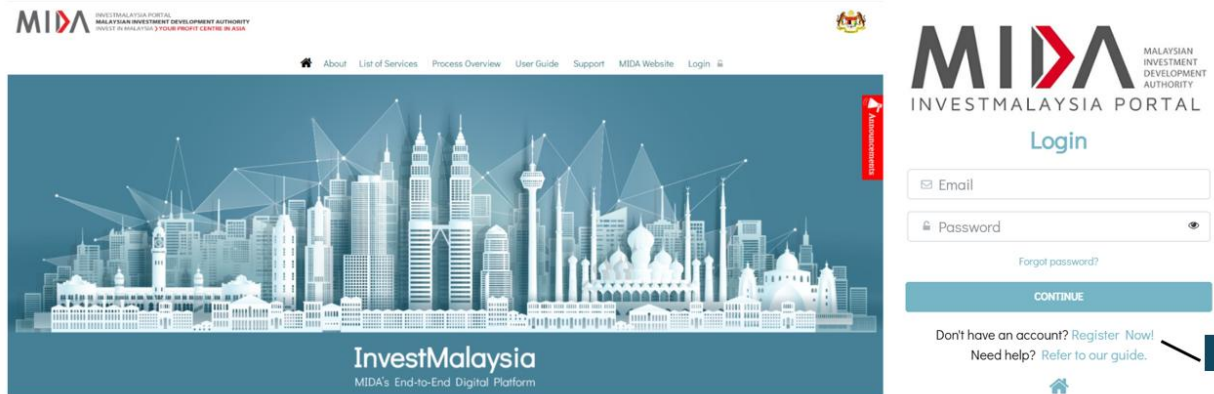 MIDA
INVESTMALAYSIA PORTAL
MALAYSIAN INVESTMENT DEVELOPMENT AUTHORITY
INVEST IN MALAYSIA YOUR PROFIT CENTRE IN ASIA
About List of Services Process Overview User Guide Support MIDA Website Login
Announcements
InvestMalaysia
MIDA's End-to-End Digital Platform
MIDA
MALAYSIAN
INVESTMENT
DEVELOPMENT
AUTHORITY
INVESTMALAYSIA PORTAL
Login
Email
Password
Forgot password?
CONTINUE
Don't have an account? Register Now!
Need help? Refer to our guide.